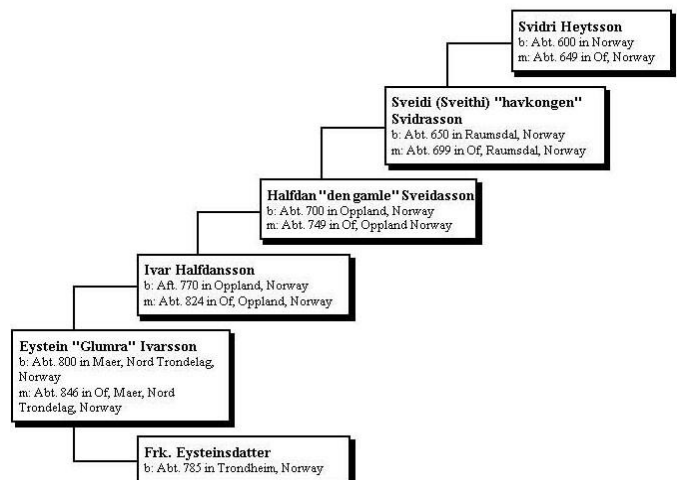 Svidri Heytsson
b: Abt. 600 in Norway
m: Abt. 649 in Of, Norway
Sveidi (Sveithi) "havkongen"
Svidrasson
b: Abt. 650 in Raumsdal, Norway
m: Abt. 699 in Of, Raumsdal, Norway
Halfdan "den gamle" Sveidasson
b: Abt. 700 in Oppland, Norway
m: Abt. 749 in Of, Oppland Norway
Ivar Halfdansson
b: Aft. 770 in Oppland, Norway
m: Abt. 824 in Of, Oppland, Norway
Eystein "Glumra" Ivarsson
b: Abt. 800 in Maer, Nord Trondelag,
Norway
m: Abt. 846 in Of, Maer, Nord
Trondelag, Norway
Frk. Eysteinsdatter
b: Abt. 785 in Trondheim, Norway